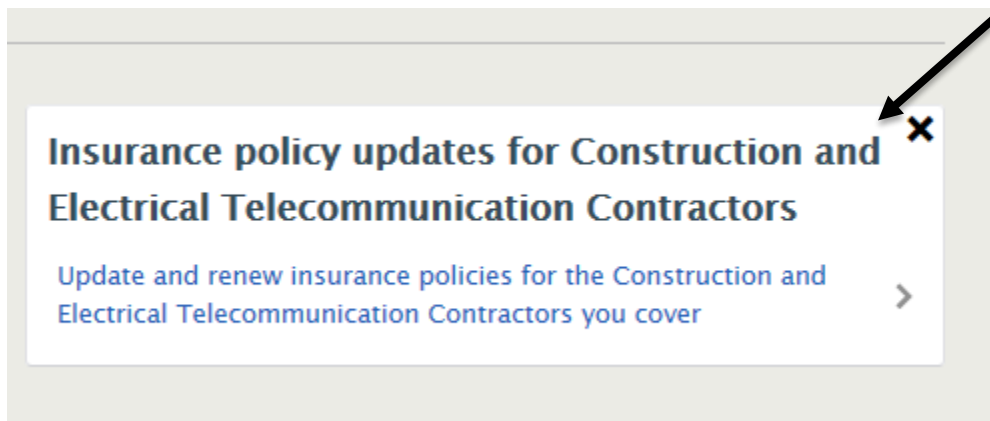 Insurance policy updates for Construction and
Electrical Telecommunication Contractors
Update and renew insurance policies for the Construction and
Electrical Telecommunication Contractors you cover